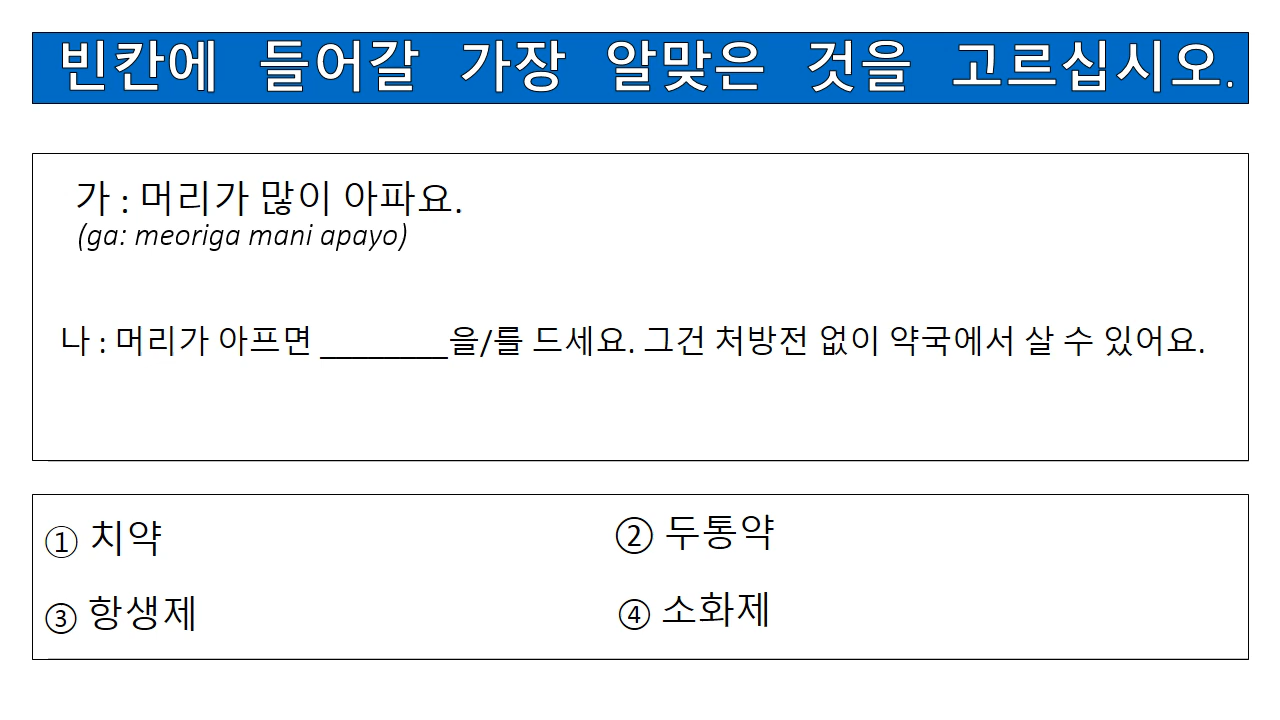 빈칸에 들어갈 가장 알맞은 것을 고르십시오.
가 : 머리가 많이 아파요.
(ga: meoriga mani apayo)
나 : 머리가 아프면 ________을/를 드세요. 그건 처방전 없이 약국에서 살 수 있어요.
① 치약
② 두통약
③ 항생제
④ 소화제